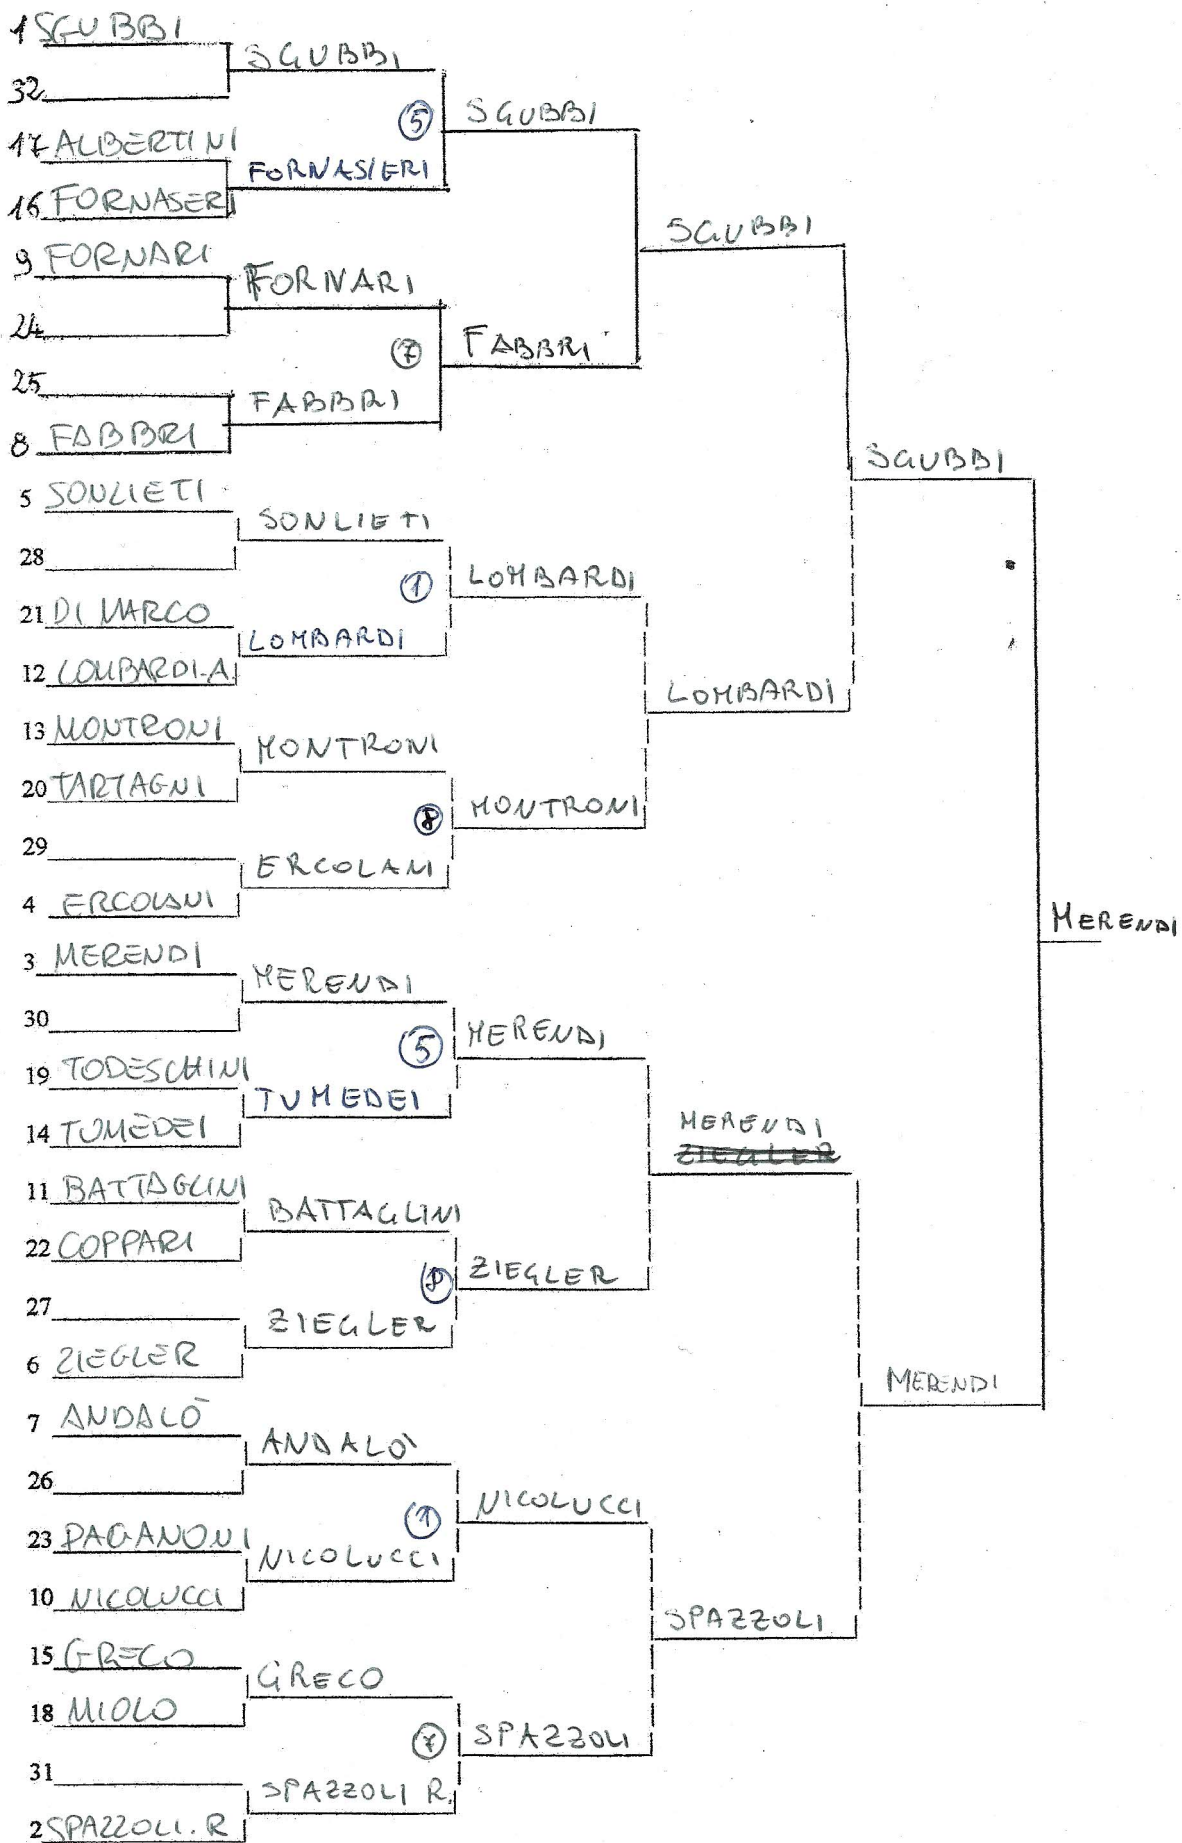 1 SGUBBI
SGUBBI
32
5 SGUBBI
17 ALBERTINI
FORNASIERI
16 FORNASERI
SGUBBI
9 FORNARI
FORNARI
24
7 FABBRI
25
FABBRI
8 FABBRI
SGUBBI
5 SONLIETI
SONLIETI
28
1 LOMBARDI
21 DI MARCO
LOMBARDI
12 LOMBARDI-A.
LOMBARDI
13 MONTRONI
MONTRONI
20 TARTAGNI
8 MONTRONI
29
ERCOLANI
4 ERCOLANI
MERENDI
3 MERENDI
MERENDI
30
5 MERENDI
19 TODESCHINI
TUMEDEI
14 TUMEDEI
MERENDI
ZIEGLER
11 BATTAGLINI
BATTAGLINI
22 COPPARI
8 ZIEGLER
27
ZIEGLER
6 ZIEGLER
MERENDI
7 ANDALÒ
ANDALÒ
26
1 NICOLUCCI
23 PAGANONI
NICOLUCCI
10 NICOLUCCI
SPAZZOLI
15 GRECO
GRECO
18 MIOLO
7 SPAZZOLI
31
SPAZZOLI R.
2 SPAZZOLI.R